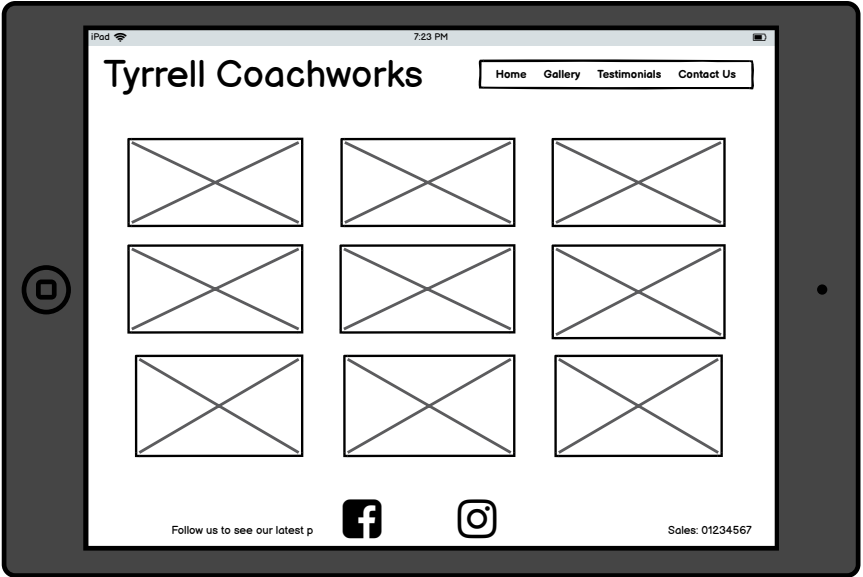 iPad 7:23 PM
Tyrrell Coachworks
Home Gallery Testimonials Contact Us
Follow us to see our latest p
Sales: 01234567